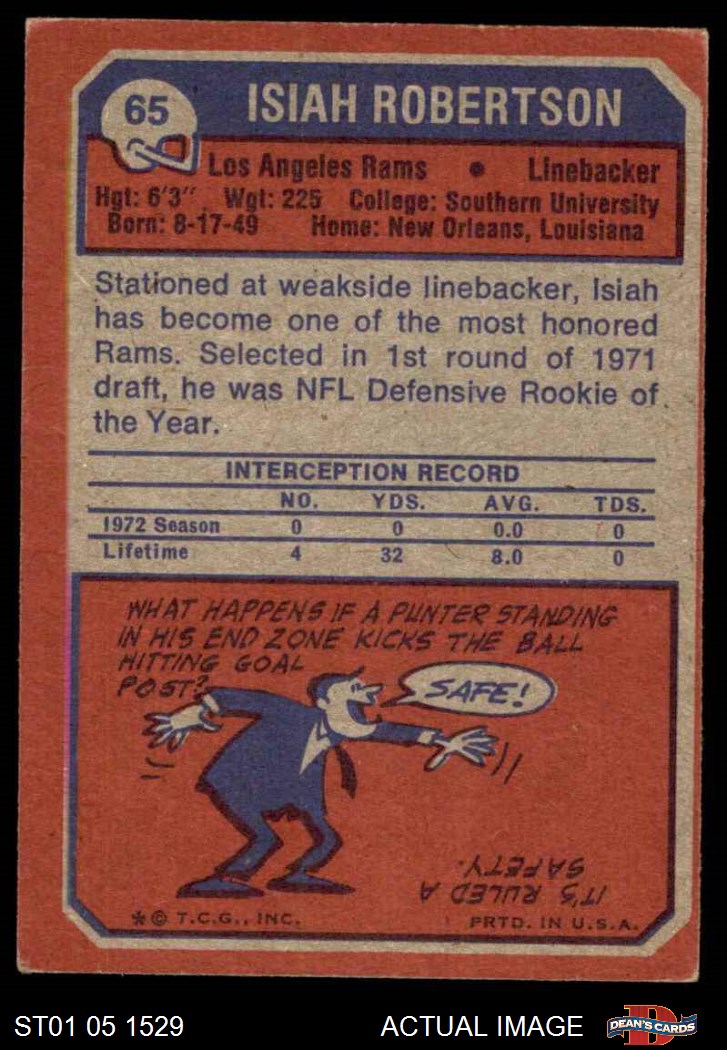 65
ISIAH ROBERTSON
Los Angeles Rams • Linebacker
Hgt: 6'3" Wgt: 225 College: Southern University
Born: 8-17-49 Home: New Orleans, Louisiana
Stationed at weakside linebacker, Isiah
has become one of the most honored
Rams. Selected in 1st round of 1971
draft, he was NFL Defensive Rookie of
the Year.
INTERCEPTION RECORD
NO. YDS. AVG. TDS.
1972 Season 0 0 0.0 0
Lifetime 4 32 8.0 0
WHAT HAPPENS IF A PUNTER STANDING
IN HIS END ZONE KICKS THE BALL
HITTING GOAL
POST?
SAFE!
IT'S RULED A
SAFETY.
*© T.C.G., INC. PRTD. IN U.S.A.
ST01 05 1529 ACTUAL IMAGE
D
DEAN'S CARDS